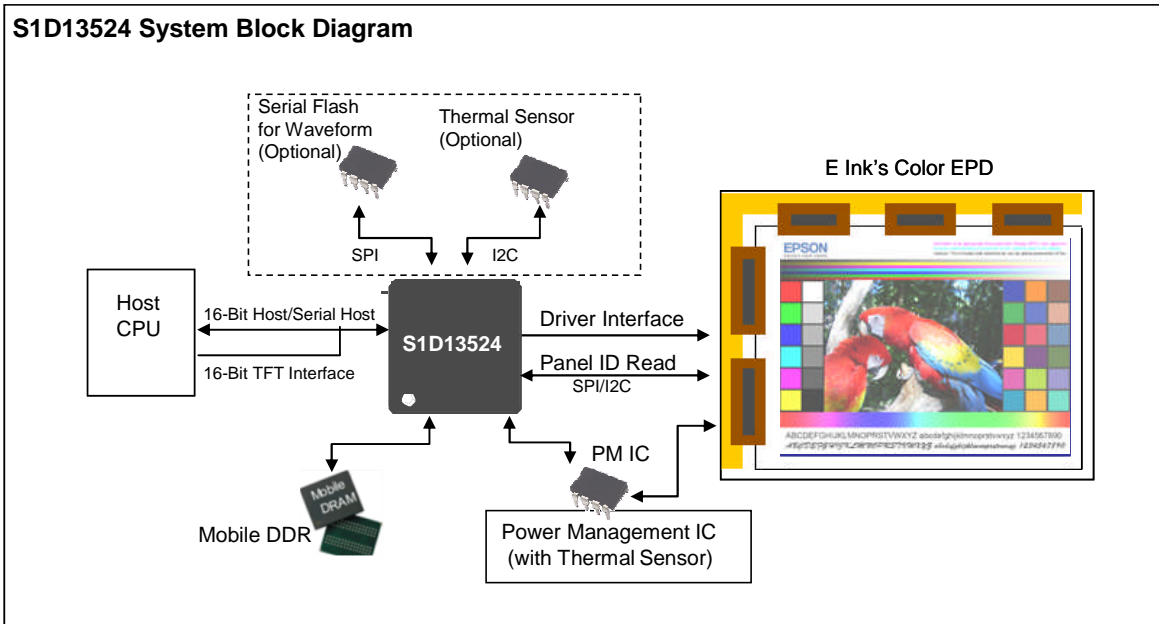 S1D13524 System Block Diagram
Serial Flash
for Waveform
(Optional)
Thermal Sensor
(Optional)
SPI
I2C
E Ink's Color EPD
EPSON
Host
CPU
16-Bit Host/Serial Host
16-Bit TFT Interface
S1D13524
Driver Interface
Panel ID Read
SPI/I2C
Mobile
DRAM
Mobile DDR
PM IC
Power Management IC
(with Thermal Sensor)
1234567890
1234567890